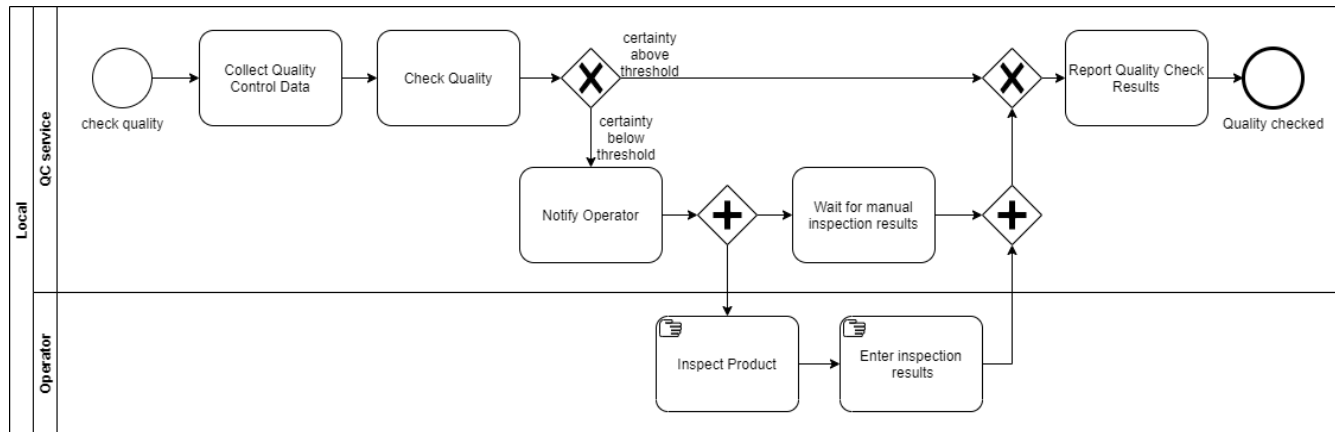 Local
QC service
Operator
check quality
Collect Quality
Control Data
Check Quality
certainty
above
threshold
certainty
below
threshold
Notify Operator
Wait for manual
inspection results
Report Quality Check
Results
Quality checked
Inspect Product
Enter inspection
results